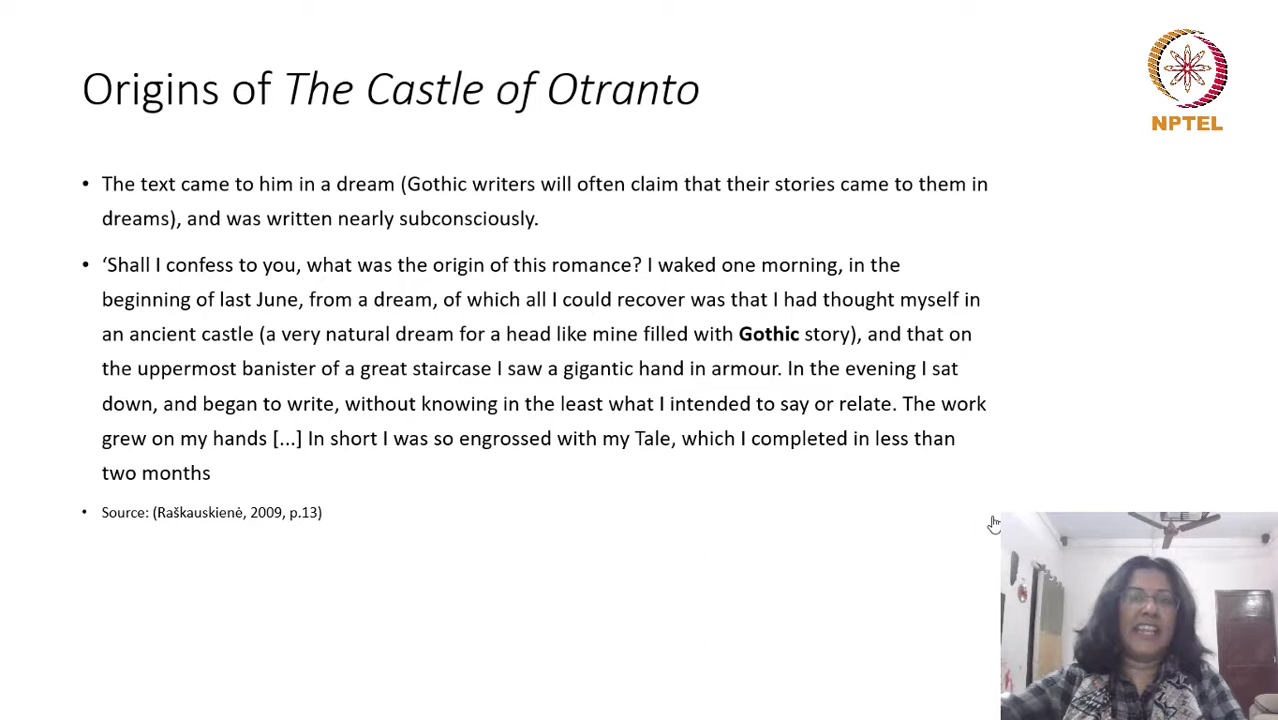 Origins of The Castle of Otranto
NPTEL
• The text came to him in a dream (Gothic writers will often claim that their stories came to them in
dreams), and was written nearly subconsciously.
• ‘Shall I confess to you, what was the origin of this romance? I waked one morning, in the
beginning of last June, from a dream, of which all I could recover was that I had thought myself in
an ancient castle (a very natural dream for a head like mine filled with Gothic story), and that on
the uppermost banister of a great staircase I saw a gigantic hand in armour. In the evening I sat
down, and began to write, without knowing in the least what I intended to say or relate. The work
grew on my hands [...] In short I was so engrossed with my Tale, which I completed in less than
two months
• Source: (Raškauskienė, 2009, p.13)